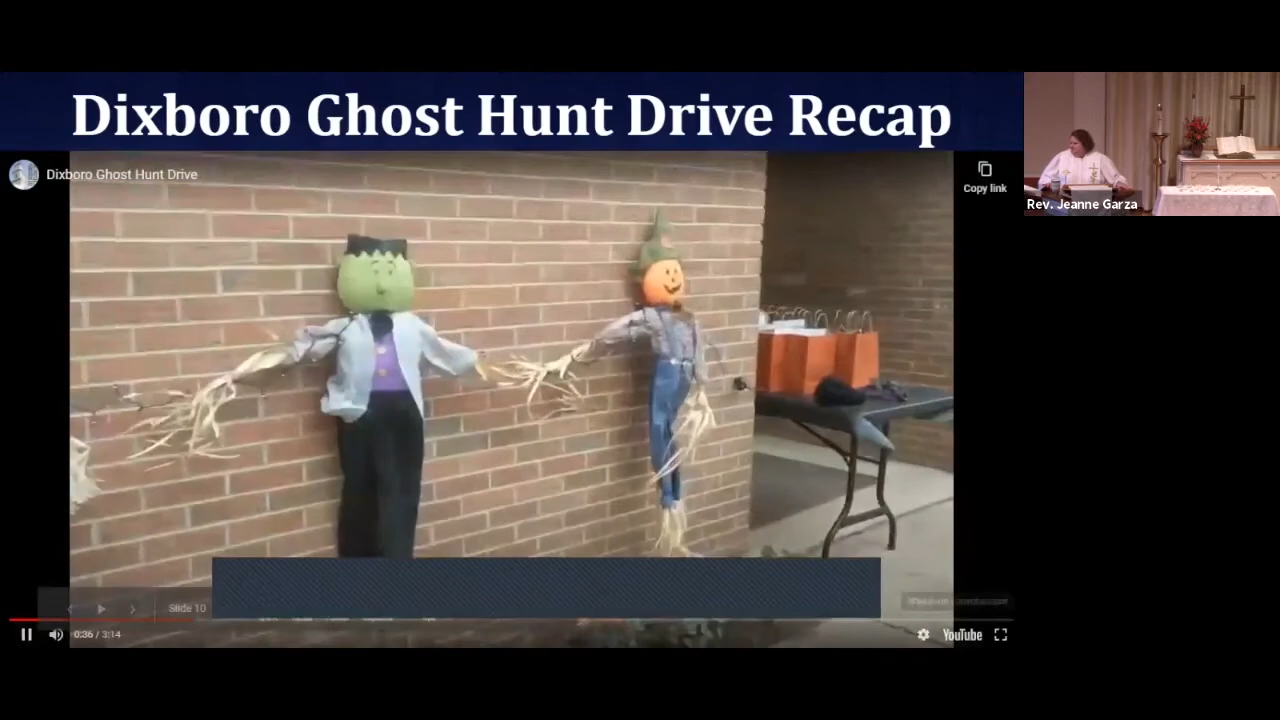 Dixboro Ghost Hunt Drive Recap
Dixboro Ghost Hunt Drive
Copy link
Rev. Jeanne Garza
Slide 10
0:36 / 3:14
YouTube